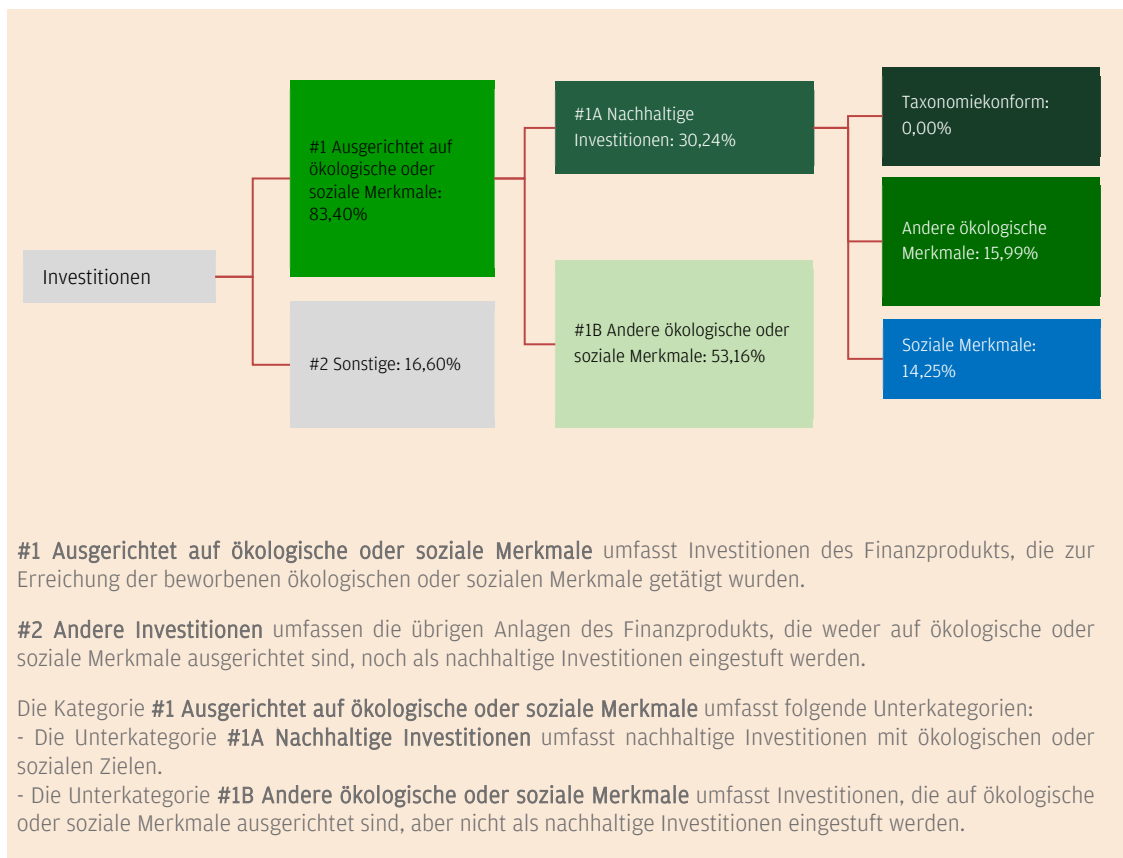 Investitionen
#1 Ausgerichtet auf
ökologische oder
soziale Merkmale:
83,40%
#2 Sonstige: 16,60%
#1A Nachhaltige
Investitionen: 30,24%
#1B Andere ökologische oder
soziale Merkmale: 53,16%
Taxonomiekonform:
0,00%
Andere ökologische
Merkmale: 15,99%
Soziale Merkmale:
14,25%
#1 Ausgerichtet auf ökologische oder soziale Merkmale umfasst Investitionen des Finanzprodukts, die zur
Erreichung der beworbenen ökologischen oder sozialen Merkmale getätigt wurden.
#2 Andere Investitionen umfassen die übrigen Anlagen des Finanzprodukts, die weder auf ökologische oder
soziale Merkmale ausgerichtet sind, noch als nachhaltige Investitionen eingestuft werden.
Die Kategorie #1 Ausgerichtet auf ökologische oder soziale Merkmale umfasst folgende Unterkategorien:
- Die Unterkategorie #1A Nachhaltige Investitionen umfasst nachhaltige Investitionen mit ökologischen oder
sozialen Zielen.
- Die Unterkategorie #1B Andere ökologische oder soziale Merkmale umfasst Investitionen, die auf ökologische
oder soziale Merkmale ausgerichtet sind, aber nicht als nachhaltige Investitionen eingestuft werden.